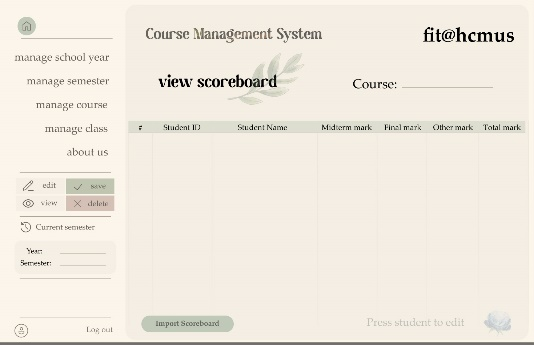 manage school year
manage semester
manage course
manage class
about us
edit
save
view
delete
Current semester
Year:
Semester:
Log out
Course Management System
fit@hcmus
view scoreboard
Course:
# Student ID Student Name Midterm mark Final mark Other mark Total mark
Import Scoreboard
Press student to edit